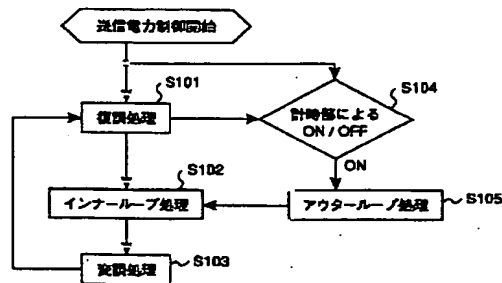 送信電力制御開始
S101
復調処理
S104
計時部による
ON / OFF
ON
S102
インナーループ処理
アウターループ処理
S105
変調処理
S103